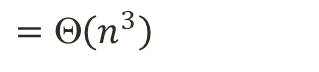 = Θ(n³)